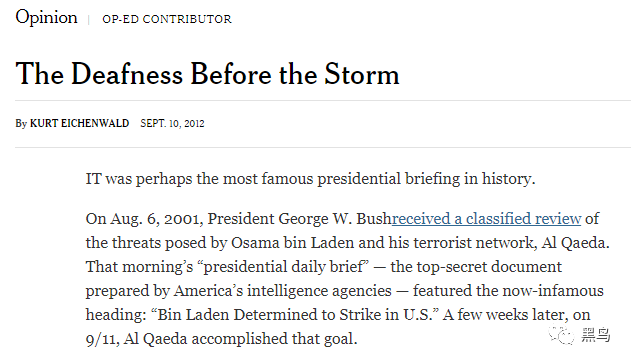 Opinion | OP-ED CONTRIBUTOR
The Deafness Before the Storm
By KURT EICHENWALD SEPT. 10, 2012
IT was perhaps the most famous presidential briefing in history.
On Aug. 6, 2001, President George W. Bushreceived a classified review of
the threats posed by Osama bin Laden and his terrorist network, Al Qaeda.
That morning’s “presidential daily brief” — the top-secret document
prepared by America’s intelligence agencies — featured the now-infamous
heading: “Bin Laden Determined to Strike in U.S.” A few weeks later, on
9/11, Al Qaeda accomplished that goal.
黑鸟